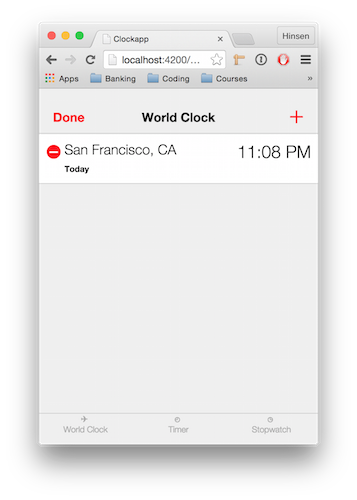 Clockapp
Hinsen
localhost:4200/...
Apps Banking Coding Courses »
Done World Clock +
San Francisco, CA 11:08 PM
Today
World Clock Timer Stopwatch